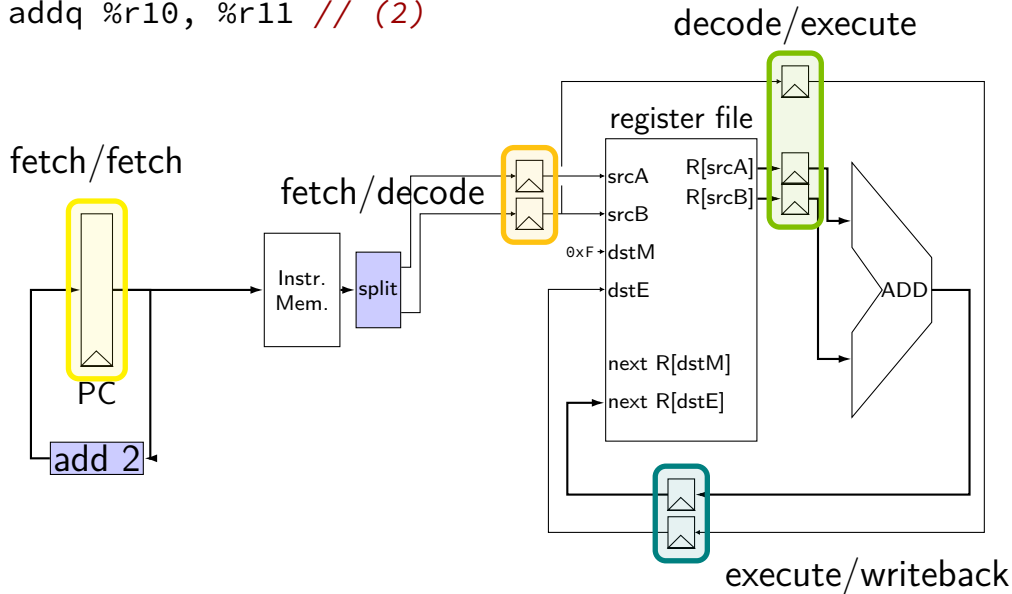 addq %r10, %r11 // (2)
decode/execute
register file
fetch/fetch
fetch/decode
srcA
R[srcA]
srcB
R[srcB]
0xF
dstM
Instr.
Mem.
split
dstE
ADD
next R[dstM]
PC
next R[dstE]
add 2
execute/writeback